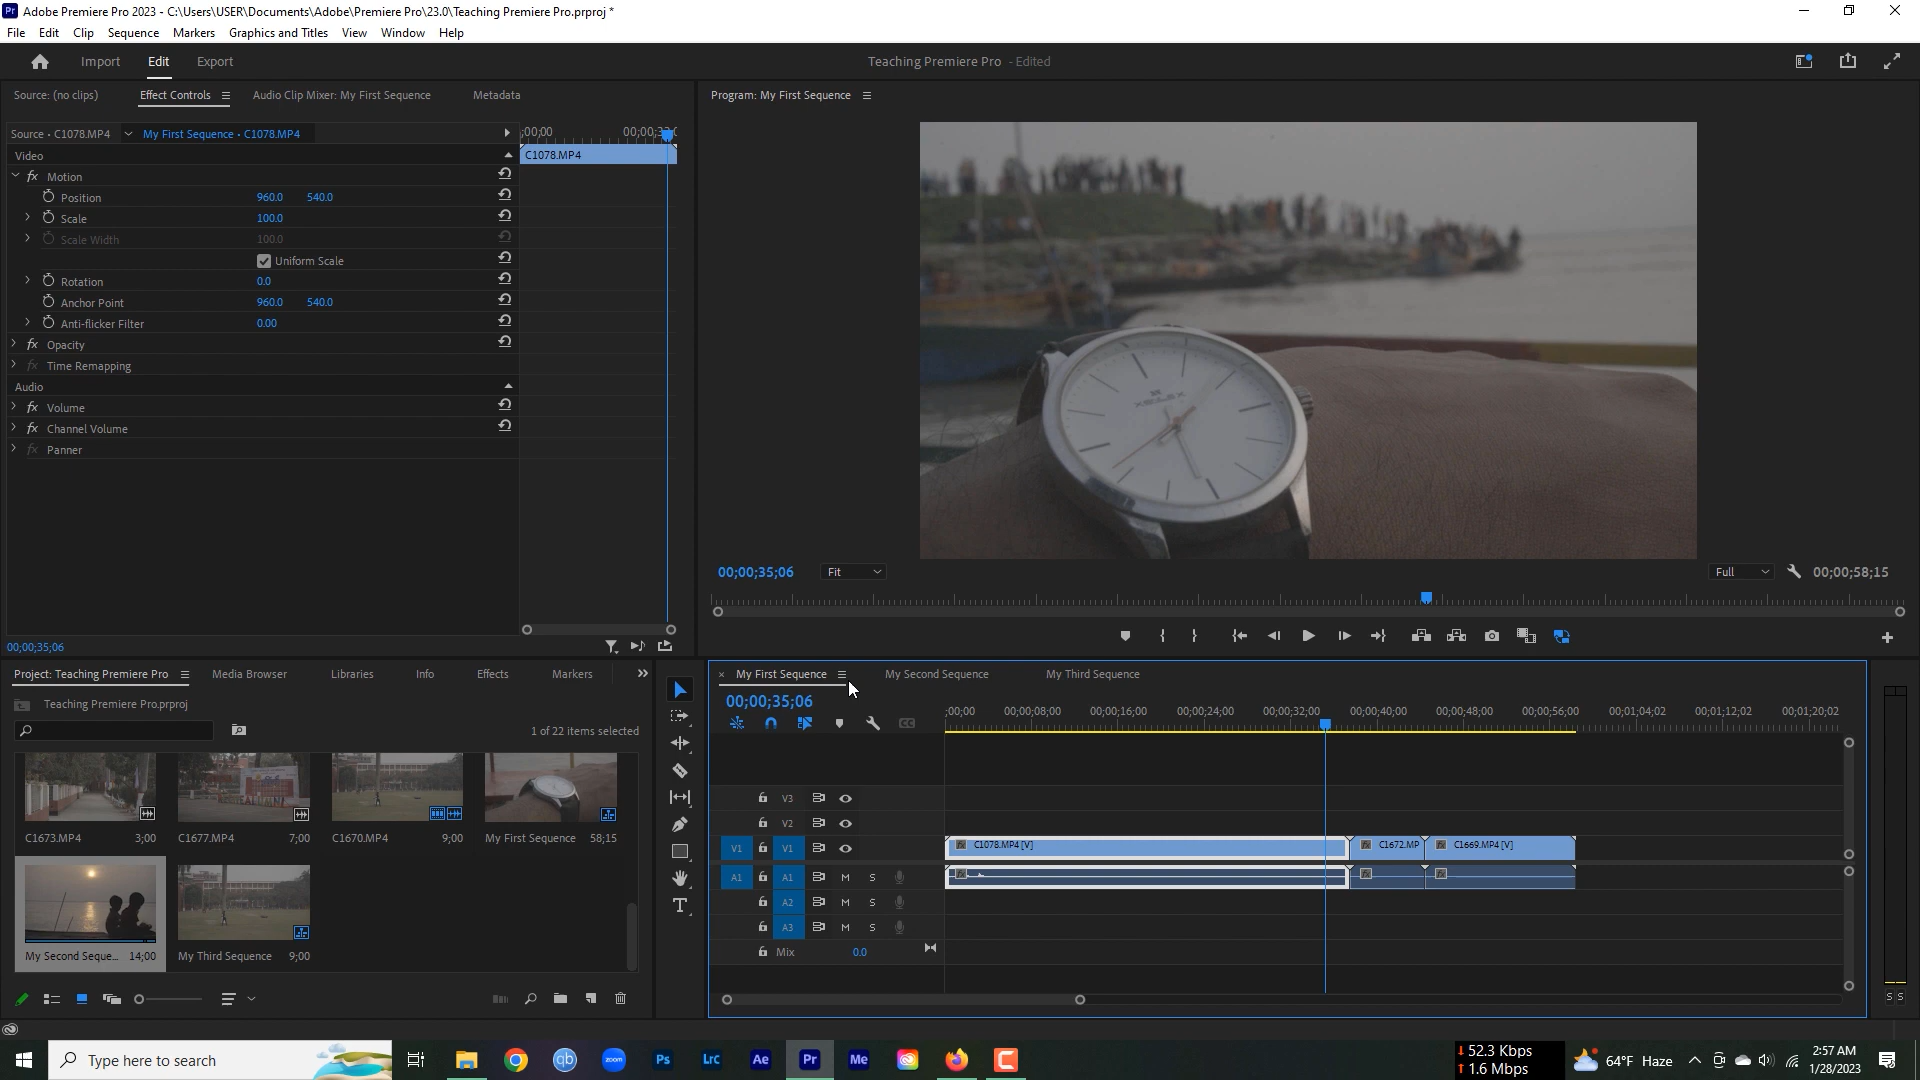 Adobe Premiere Pro 2023 - C:\Users\USER\Documents\Adobe\Premiere Pro\23.0\Teaching Premiere Pro.prproj *
File Edit Clip Sequence Markers Graphics and Titles View Window Help
Import Edit Export
Teaching Premiere Pro - Edited
Source: (no clips) Effect Controls Audio Clip Mixer: My First Sequence Metadata
Program: My First Sequence
Source • C1078.MP4 My First Sequence • C1078.MP4
;00;00
Video
C1078.MP4
fx Motion
Position 960.0 540.0
Scale 100.0
Scale Width 100.0
Uniform Scale
Rotation 0.0
Anchor Point 960.0 540.0
Anti-flicker Filter 0.00
fx Opacity
fx Time Remapping
Audio
fx Volume
fx Channel Volume
fx Panner
00;00;35;06
00;00;35;06 Fit Full 00;00;58;15
Project: Teaching Premiere Pro Media Browser Libraries Info Effects Markers
Teaching Premiere Pro.prproj
1 of 22 items selected
C1673.MP4 3;00
C1677.MP4 7;00
C1670.MP4 9;00
My First Sequence 58;15
My Second Seque... 14;00
My Third Sequence 9;00
My First Sequence My Second Sequence My Third Sequence
00;00;35;06
;00;00 00;00;08;00 00;00;16;00 00;00;24;00 00;00;32;00 00;00;40;00 00;00;48;00 00;00;56;00 00;01;04;02 00;01;12;02 00;01;20;02
V3
V2
V1 V1 C1078.MP4 [V] C1672.MP C1669.MP4 [V]
A1 A1 M S
A2 M S
A3 M S
Mix 0.0
S S
Type here to search
qb zoom Ps Lrc Ae Pr Me
52.3 Kbps
1.6 Mbps
64°F Haze
2:57 AM
1/28/2023